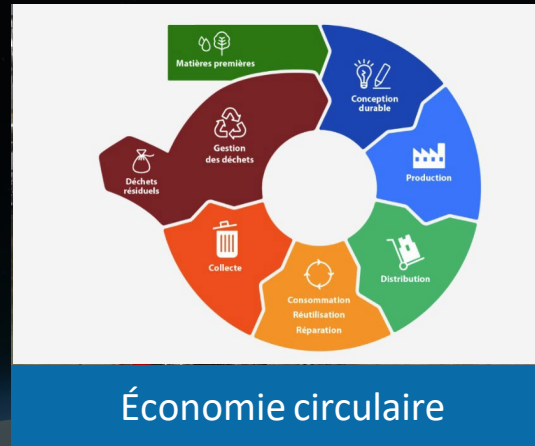 Matières premières
Conception
durable
Production
Distribution
Consommation
Réutilisation
Réparation
Collecte
Gestion
des déchets
Déchets
résiduels
Économie circulaire